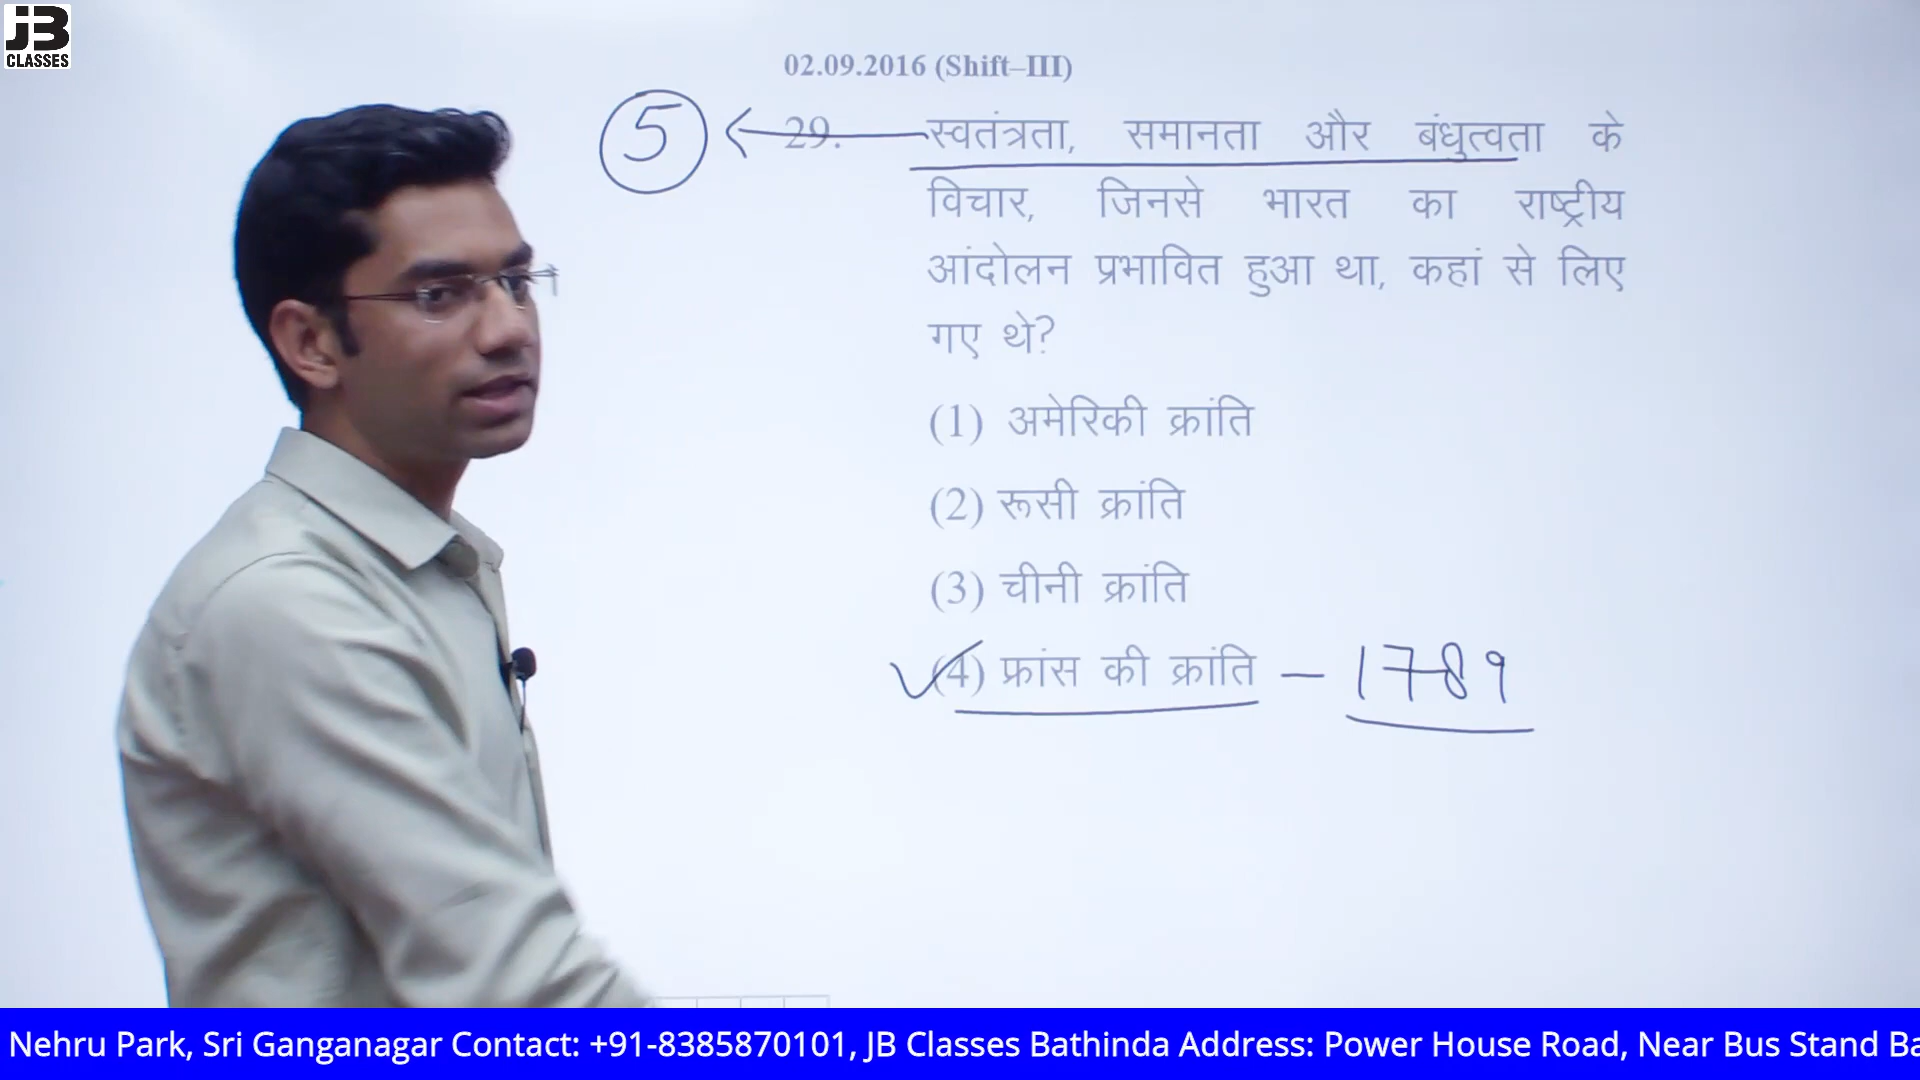 JB
CLASSES
02.09.2016 (Shift–III)
5
29. स्वतंत्रता, समानता और बंधुत्वता के
विचार, जिनसे भारत का राष्ट्रीय
आंदोलन प्रभावित हुआ था, कहां से लिए
गए थे?
(1) अमेरिकी क्रांति
(2) रूसी क्रांति
(3) चीनी क्रांति
(4) फ्रांस की क्रांति – 1789
Nehru Park, Sri Ganganagar Contact: +91-8385870101, JB Classes Bathinda Address: Power House Road, Near Bus Stand Ba